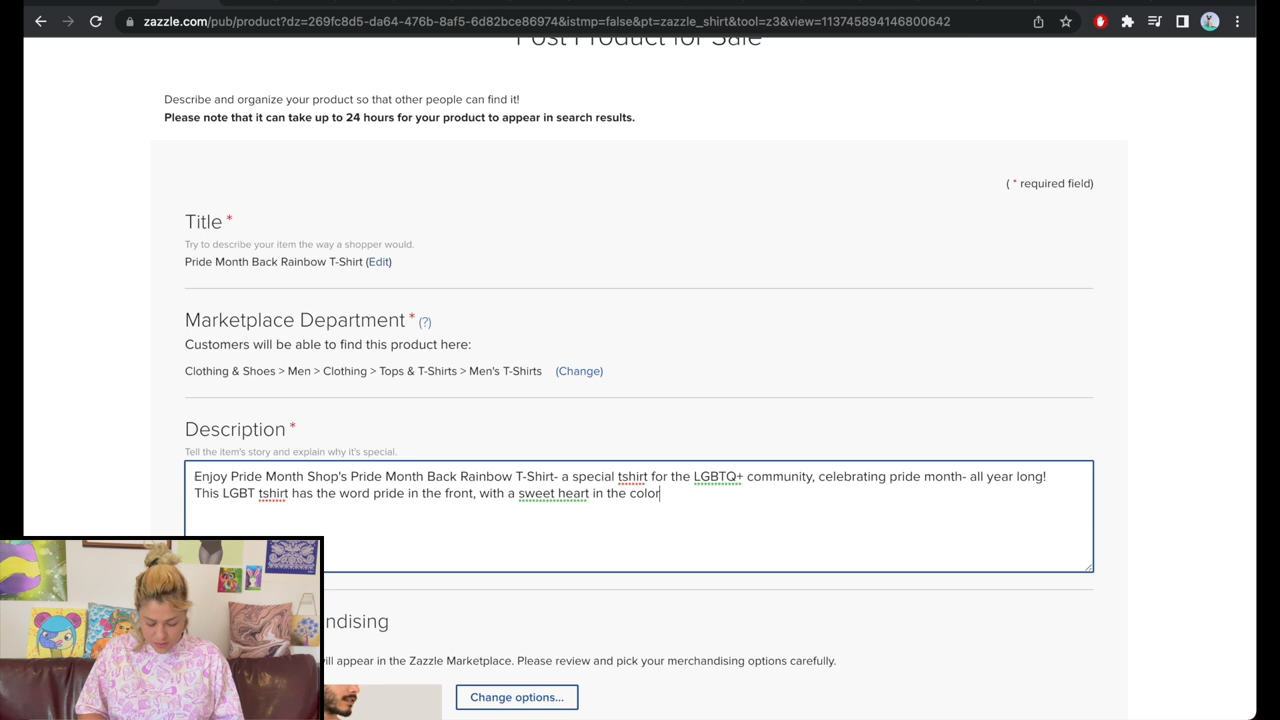 zazzle.com/pub/product?dz=269fc8d5-da64-476b-8af5-6d82bce86974&istmp=false&pt=zazzle_shirt&tool=z3&view=113745894146800642
Post Product for Sale
Describe and organize your product so that other people can find it!
Please note that it can take up to 24 hours for your product to appear in search results.
( * required field)
Title *
Try to describe your item the way a shopper would.
Pride Month Back Rainbow T-Shirt (Edit)
Marketplace Department * (?)
Customers will be able to find this product here:
Clothing & Shoes > Men > Clothing > Tops & T-Shirts > Men's T-Shirts (Change)
Description *
Tell the item's story and explain why it's special.
Enjoy Pride Month Shop's Pride Month Back Rainbow T-Shirt- a special tshirt for the LGBTQ+ community, celebrating pride month- all year long!
This LGBT tshirt has the word pride in the front, with a sweet heart in the color
ndising
ill appear in the Zazzle Marketplace. Please review and pick your merchandising options carefully.
Change options...